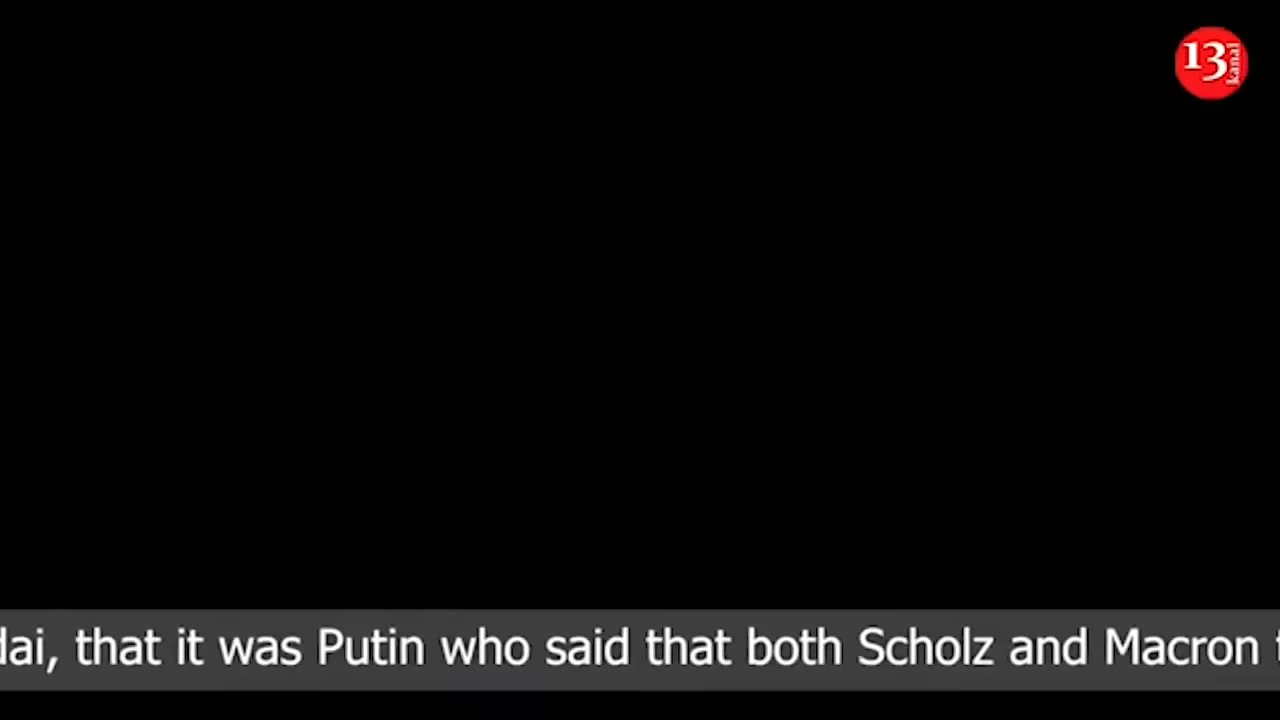 13
kanal
dai, that it was Putin who said that both Scholz and Macron